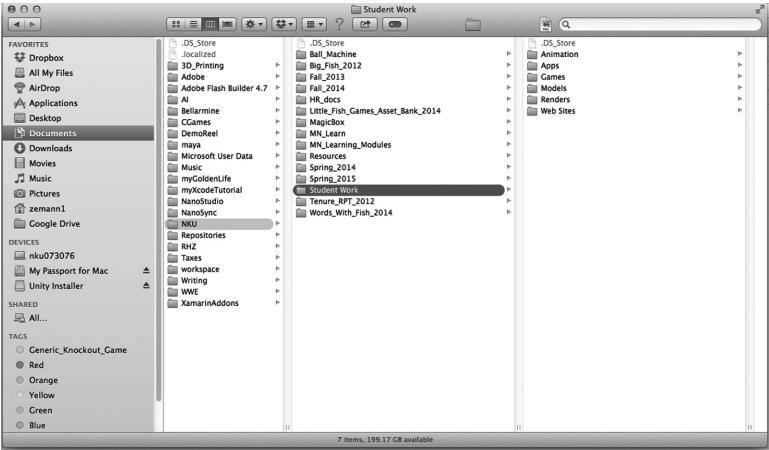 Student Work
?
FAVORITES
Dropbox
All My Files
AirDrop
Applications
Desktop
Documents
Downloads
Movies
Music
Pictures
zemann1
Google Drive
DEVICES
nku073076
My Passport for Mac
Unity Installer
SHARED
All...
TAGS
Generic_Knockout_Game
Red
Orange
Yellow
Green
Blue
.DS_Store
.localized
3D_Printing
Adobe
Adobe Flash Builder 4.7
AI
Bellarmine
CGames
DemoReel
maya
Microsoft User Data
Music
myGoldenLife
myXcodeTutorial
NanoStudio
NanoSync
NKU
Repositories
RHZ
Taxes
workspace
Writing
WWE
XamarinAddons
.DS_Store
Ball_Machine
Big_Fish_2012
Fall_2013
Fall_2014
HR_docs
Little_Fish_Games_Asset_Bank_2014
MagicBox
MN_Learn
MN_Learning_Modules
Resources
Spring_2014
Spring_2015
Student Work
Tenure_RPT_2012
Words_With_Fish_2014
.DS_Store
Animation
Apps
Games
Models
Renders
Web Sites
7 items, 199.17 GB available